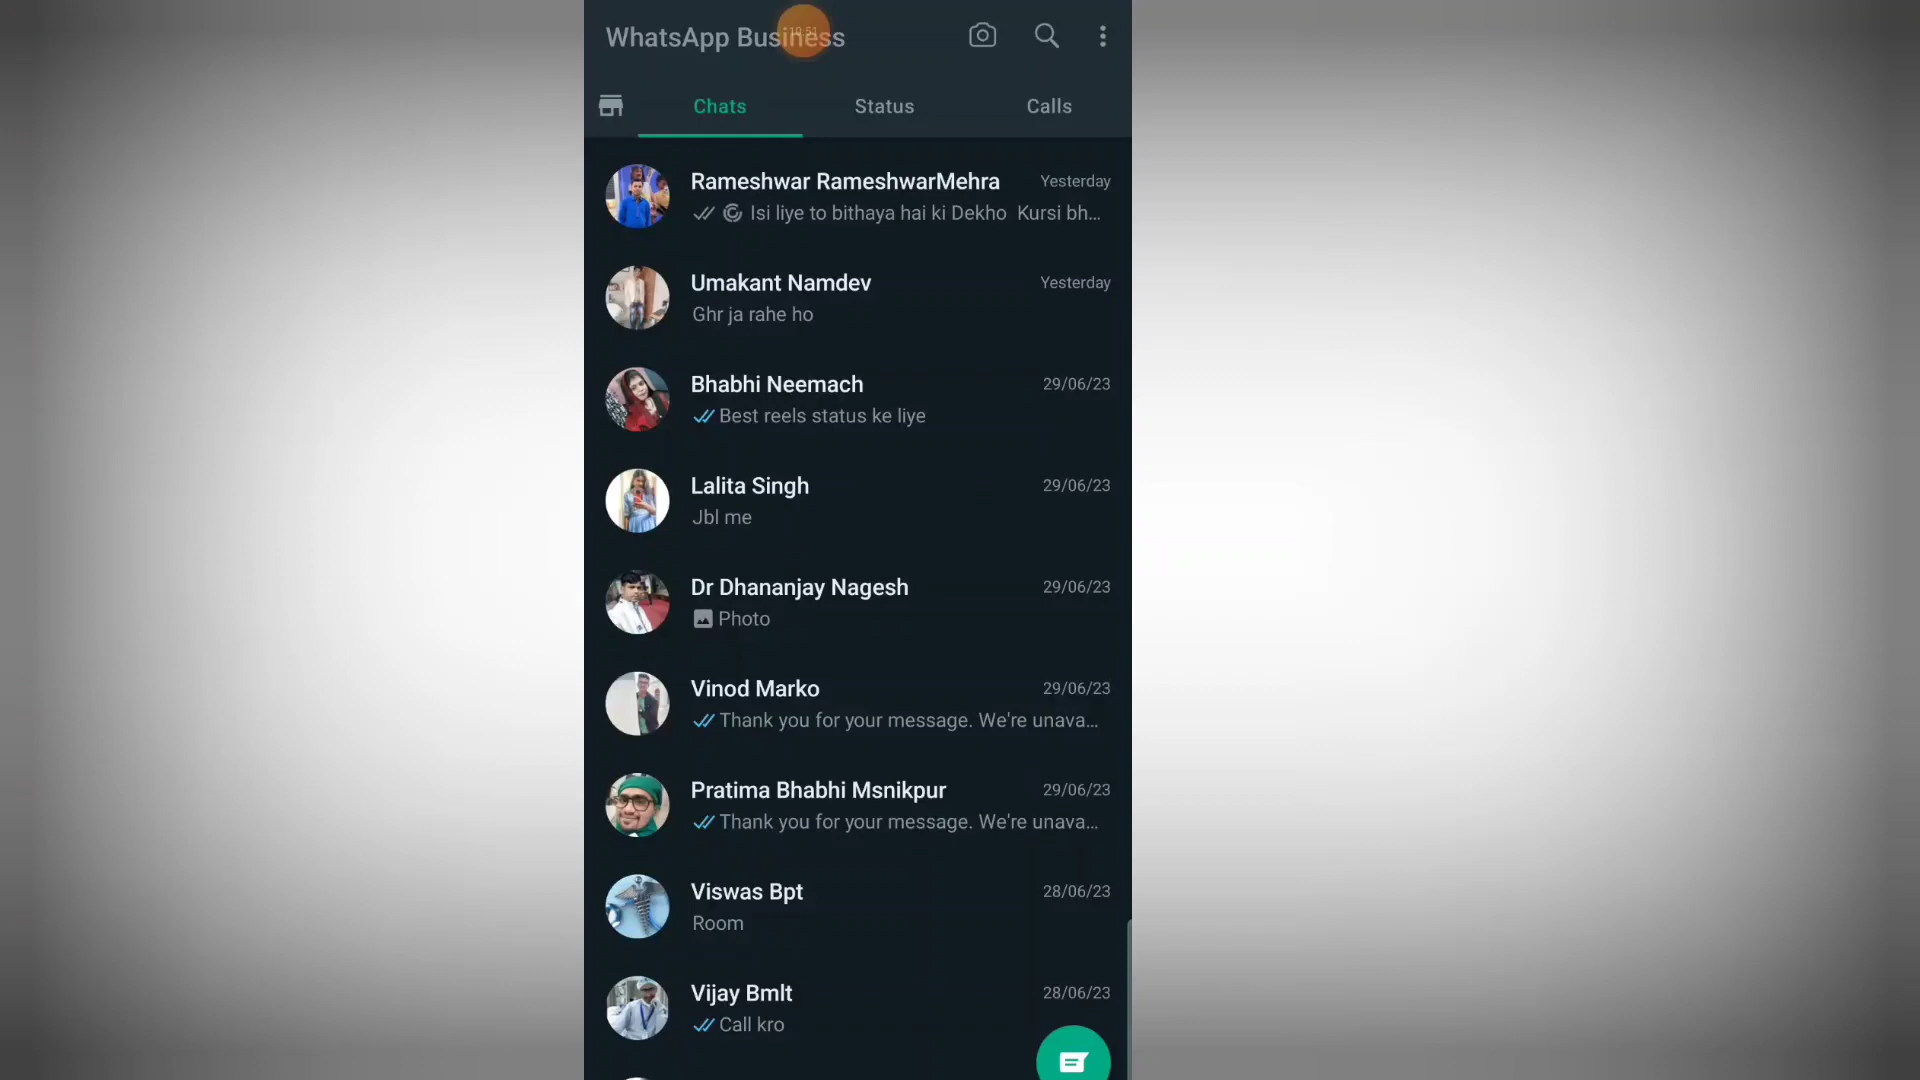 WhatsApp Business
Chats
Status
Calls
Rameshwar RameshwarMehra
Yesterday
Isi liye to bithaya hai ki Dekho Kursi bh...
Umakant Namdev
Yesterday
Ghr ja rahe ho
Bhabhi Neemach
29/06/23
Best reels status ke liye
Lalita Singh
29/06/23
Jbl me
Dr Dhananjay Nagesh
29/06/23
Photo
Vinod Marko
29/06/23
Thank you for your message. We're unava...
Pratima Bhabhi Msnikpur
29/06/23
Thank you for your message. We're unava...
Viswas Bpt
28/06/23
Room
Vijay Bmlt
28/06/23
Call kro